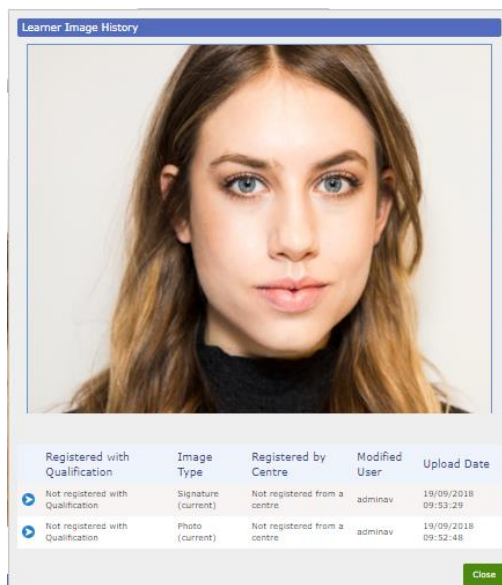 Learner Image History
Registered with Qualification Image Type Registered by Centre Modified User Upload Date
Not registered with Qualification Signature (current) Not registered from a centre adminav 19/09/2018 09:53:29
Not registered with Qualification Photo (current) Not registered from a centre adminav 19/09/2018 09:52:48
Close